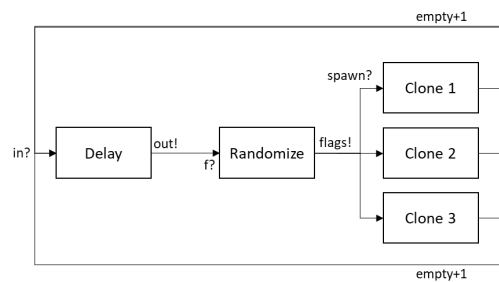 empty+1
spawn?
Clone 1
in?
Delay
out!
f?
Randomize
flags!
Clone 2
Clone 3
empty+1